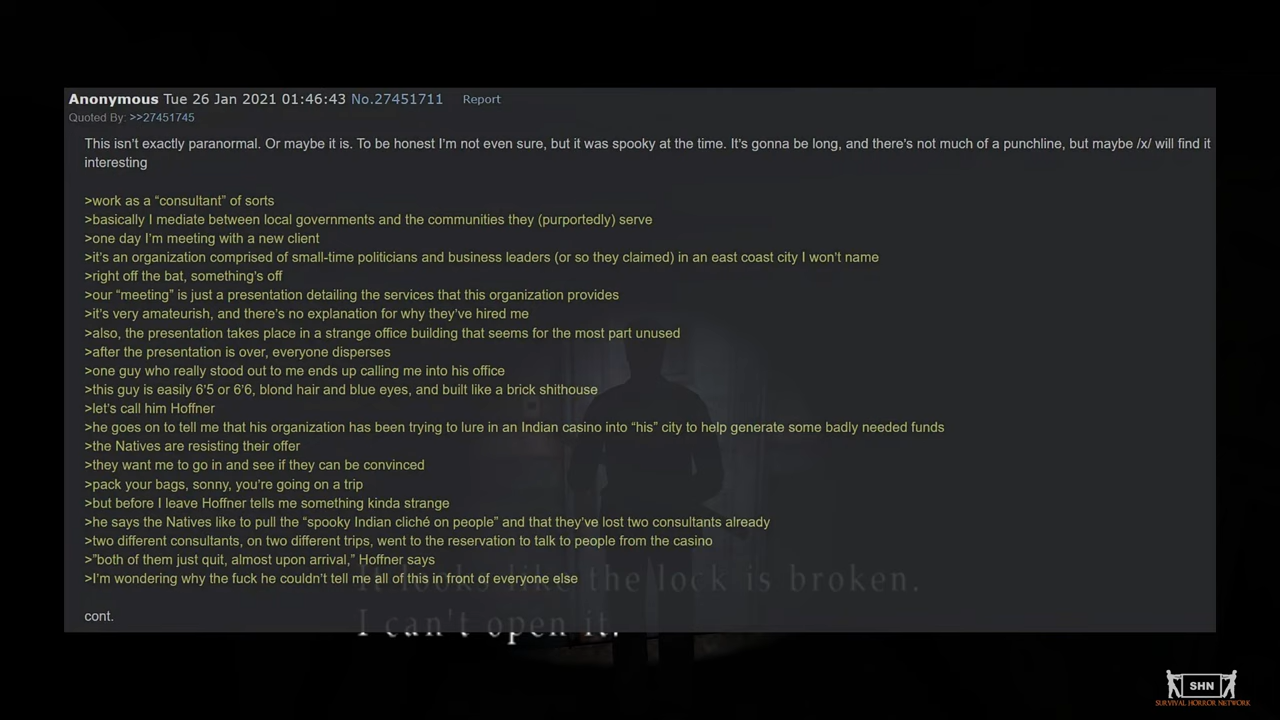 Anonymous Tue 26 Jan 2021 01:46:43 No.27451711 Report
Quoted By: >>27451745
This isn't exactly paranormal. Or maybe it is. To be honest I'm not even sure, but it was spooky at the time. It's gonna be long, and there's not much of a punchline, but maybe /x/ will find it
interesting
>work as a “consultant” of sorts
>basically I mediate between local governments and the communities they (purportedly) serve
>one day I'm meeting with a new client
>it's an organization comprised of small-time politicians and business leaders (or so they claimed) in an east coast city I won't name
>right off the bat, something's off
>our “meeting” is just a presentation detailing the services that this organization provides
>it's very amateurish, and there's no explanation for why they've hired me
>also, the presentation takes place in a strange office building that seems for the most part unused
>after the presentation is over, everyone disperses
>one guy who really stood out to me ends up calling me into his office
>this guy is easily 6'5 or 6'6, blond hair and blue eyes, and built like a brick shithouse
>let's call him Hoffner
>he goes on to tell me that his organization has been trying to lure in an Indian casino into “his” city to help generate some badly needed funds
>the Natives are resisting their offer
>they want me to go in and see if they can be convinced
>pack your bags, sonny, you're going on a trip
>but before I leave Hoffner tells me something kinda strange
>he says the Natives like to pull the “spooky Indian cliché on people” and that they've lost two consultants already
>two different consultants, on two different trips, went to the reservation to talk to people from the casino
>”both of them just quit, almost upon arrival,” Hoffner says
>I'm wondering why the fuck he couldn't tell me all of this in front of everyone else
cont.
It looks like the lock is broken.
I can't open it.
SHN
SURVIVAL HORROR NETWORK